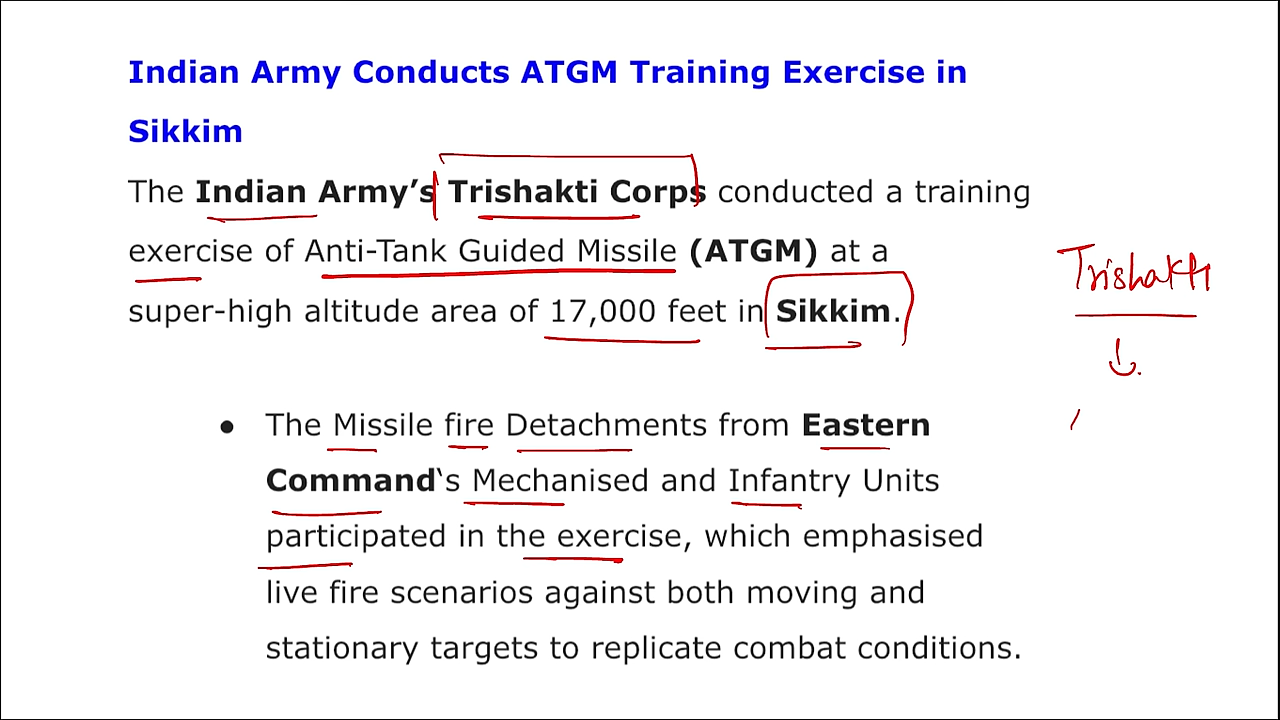 Indian Army Conducts ATGM Training Exercise in
Sikkim
The Indian Army’s Trishakti Corps conducted a training
exercise of Anti-Tank Guided Missile (ATGM) at a
super-high altitude area of 17,000 feet in Sikkim.
Trishakti
● The Missile fire Detachments from Eastern
Command‘s Mechanised and Infantry Units
participated in the exercise, which emphasised
live fire scenarios against both moving and
stationary targets to replicate combat conditions.